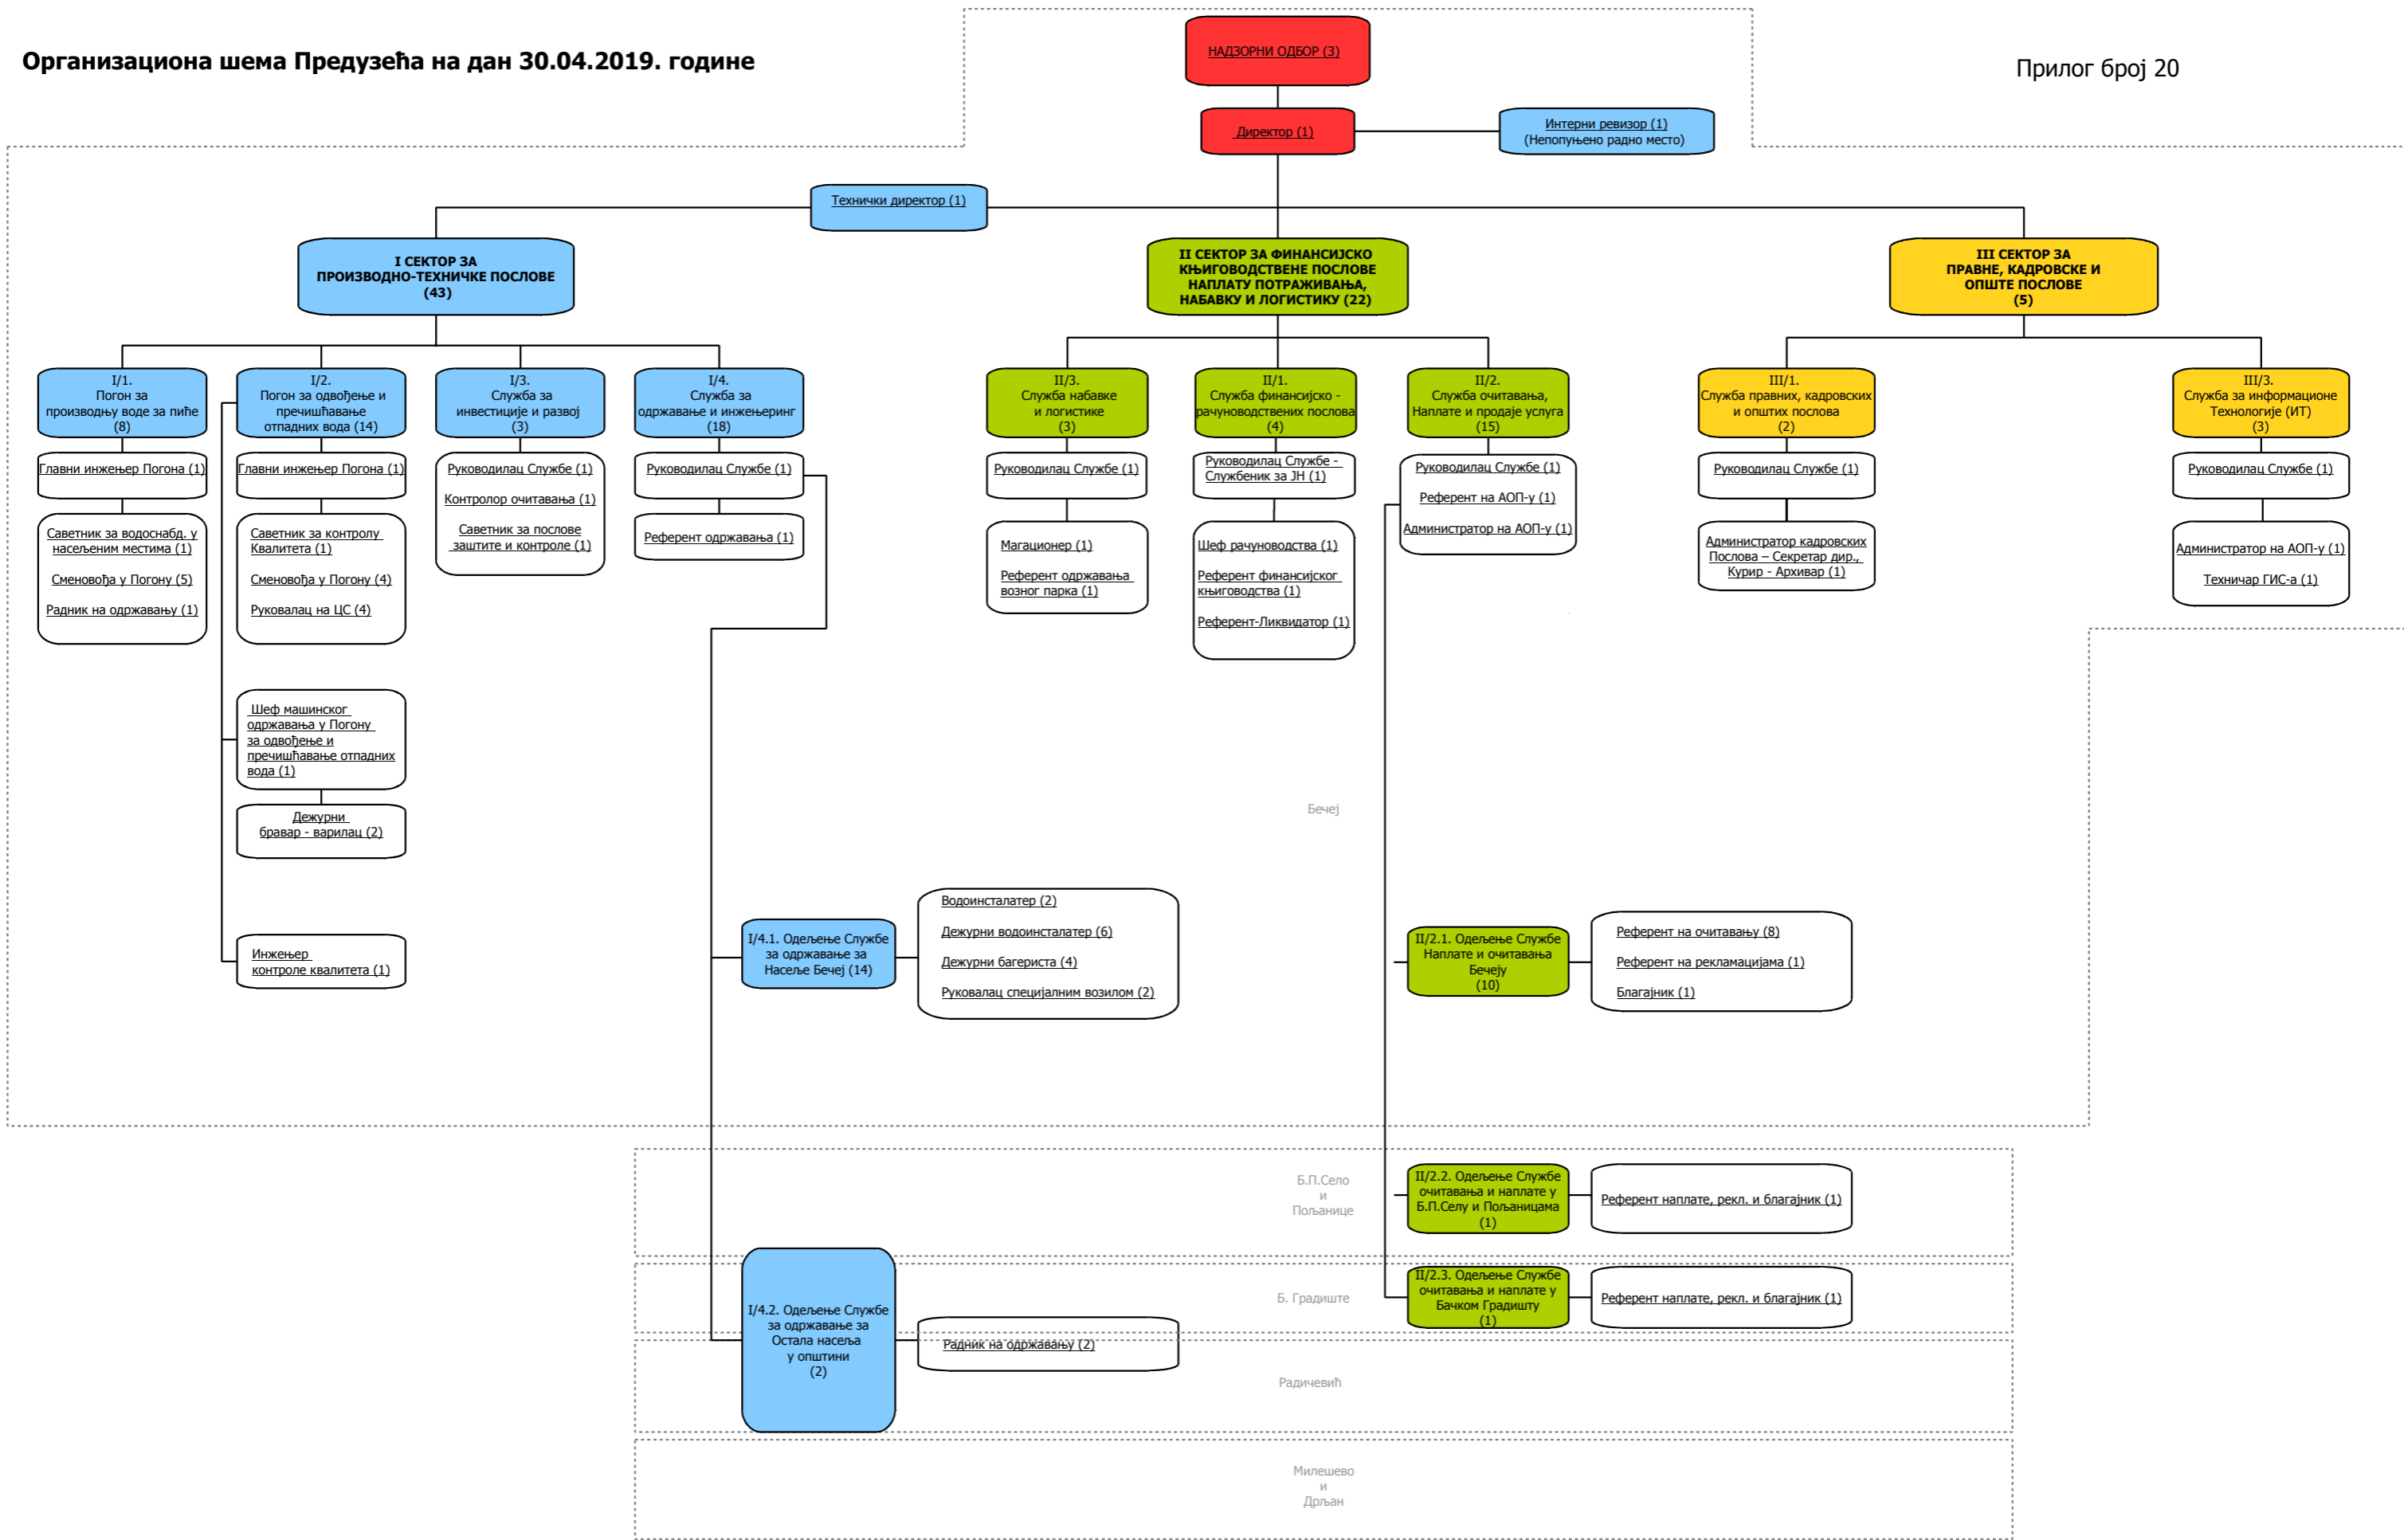 Организациона шема Предузећа на дан 30.04.2019. године
Прилог број 20
НАДЗОРНИ ОДБОР (3)
Директор (1)
Интерни ревизор (1)
(Непопуњено радно место)
Технички директор (1)
I СЕКТОР ЗА
ПРОИЗВОДНО-ТЕХНИЧКЕ ПОСЛОВЕ
(43)
II СЕКТОР ЗА ФИНАНСИЈСКО
КЊИГОВОДСТВЕНЕ ПОСЛОВЕ
НАПЛАТУ ПОТРАЖИВАЊА,
НАБАВКУ И ЛОГИСТИКУ (22)
III СЕКТОР ЗА
ПРАВНЕ, КАДРОВСКЕ И
ОПШТЕ ПОСЛОВЕ
(5)
I/1.
Погон за
производњу воде за пиће
(8)
I/2.
Погон за одвођење и
пречишћавање
отпадних вода (14)
I/3.
Служба за
инвестиције и развој
(3)
I/4.
Служба за
одржавање и инжењеринг
(18)
II/3.
Служба набавке
и логистике
(3)
II/1.
Служба финансијско -
рачуноводствених послова
(4)
II/2.
Служба очитавања,
Наплате и продаје услуга
(15)
III/1.
Служба правних, кадровских
и општих послова
(2)
III/3.
Служба за информационе
Технологије (ИТ)
(3)
Главни инжењер Погона (1)
Саветник за водоснабд. у
насељеним местима (1)
Сменовођа у Погону (5)
Радник на одржавању (1)
Главни инжењер Погона (1)
Саветник за контролу
Квалитета (1)
Сменовођа у Погону (4)
Руковалац на ЦС (4)
Шеф машинског
одржавања у Погону
за одвођење и
пречишћавање отпадних
вода (1)
Дежурни
бравар - варилац (2)
Инжењер
контроле квалитета (1)
Руководилац Службе (1)
Контролор очитавања (1)
Саветник за послове
заштите и контроле (1)
Руководилац Службе (1)
Референт одржавања (1)
Руководилац Службе (1)
Магационер (1)
Референт одржавања
возног парка (1)
Руководилац Службе -
Службеник за ЈН (1)
Шеф рачуноводства (1)
Референт финансијског
књиговодства (1)
Референт-Ликвидатор (1)
Руководилац Службе (1)
Референт на АОП-у (1)
Администратор на АОП-у (1)
Руководилац Службе (1)
Администратор кадровских
Послова – Секретар дир.,
Курир - Архивар (1)
Руководилац Службе (1)
Администратор на АОП-у (1)
Техничар ГИС-а (1)
Бечеј
I/4.1. Одељење Службе
за одржавање за
Насеље Бечеј (14)
Водоинсталатер (2)
Дежурни водоинсталатер (6)
Дежурни багериста (4)
Руковалац специјалним возилом (2)
II/2.1. Одељење Службе
Наплате и очитавања
Бечеју
(10)
Референт на очитавању (8)
Референт на рекламацијама (1)
Благајник (1)
Б.П.Село
и
Пољанице
II/2.2. Одељење Службе
очитавања и наплате у
Б.П.Селу и Пољаницама
(1)
Референт наплате, рекл. и благајник (1)
I/4.2. Одељење Службе
за одржавање за
Остала насеља
у општини
(2)
Радник на одржавању (2)
Б. Градиште
II/2.3. Одељење Службе
очитавања и наплате у
Бачком Градишту
(1)
Референт наплате, рекл. и благајник (1)
Радичевић
Милешево
и
Дрљан